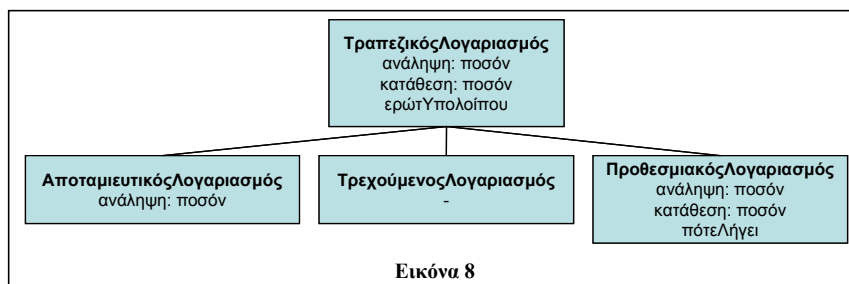 ΤραπεζικόςΛογαριασμός
ανάληψη: ποσόν
κατάθεση: ποσόν
ερώτΥπολοίπου
ΑποταμιευτικόςΛογαριασμός
ανάληψη: ποσόν
ΤρεχούμενοςΛογαριασμός
-
ΠροθεσμιακόςΛογαριασμός
ανάληψη: ποσόν
κατάθεση: ποσόν
πότεΛήγει
Εικόνα 8